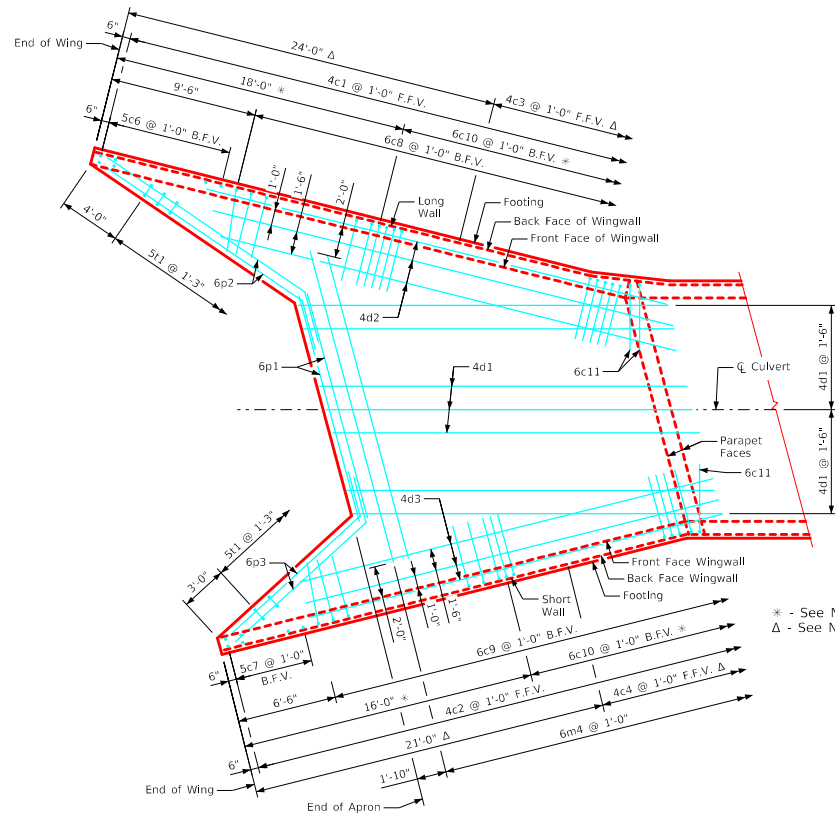 6"
End of Wing
24'-0" Δ
4c1 @ 1'-0" F.F.V.
4c3 @ 1'-0" F.F.V. Δ
18'-0" ✳
9'-6"
6c10 @ 1'-0" B.F.V. ✳
6"
5c6 @ 1'-0" B.F.V.
6c8 @ 1'-0" B.F.V.
1'-0"
1'-6"
2'-0"
Long
Wall
Footing
Back Face of Wingwall
Front Face of Wingwall
4'-0"
5t1 @ 1'-3"
6p2
4d2
6p1
6c11
4d1
℄ Culvert
4d1 @ 1'-6"
4d1 @ 1'-6"
Parapet
Faces
6c11
4d3
5t1 @ 1'-3"
3'-0"
6p3
Front Face Wingwall
Back Face Wingwall
Footing
Short
Wall
2'-0"
1'-0"
1'-6"
✳ - See N
Δ - See N
5c7 @ 1'-0"
B.F.V.
6"
6c9 @ 1'-0" B.F.V.
6'-6"
6c10 @ 1'-0" B.F.V. ✳
16'-0" ✳
4c2 @ 1'-0" F.F.V.
4c4 @ 1'-0" F.F.V. Δ
21'-0" Δ
6"
6m4 @ 1'-0"
1'-10"
End of Wing
End of Apron